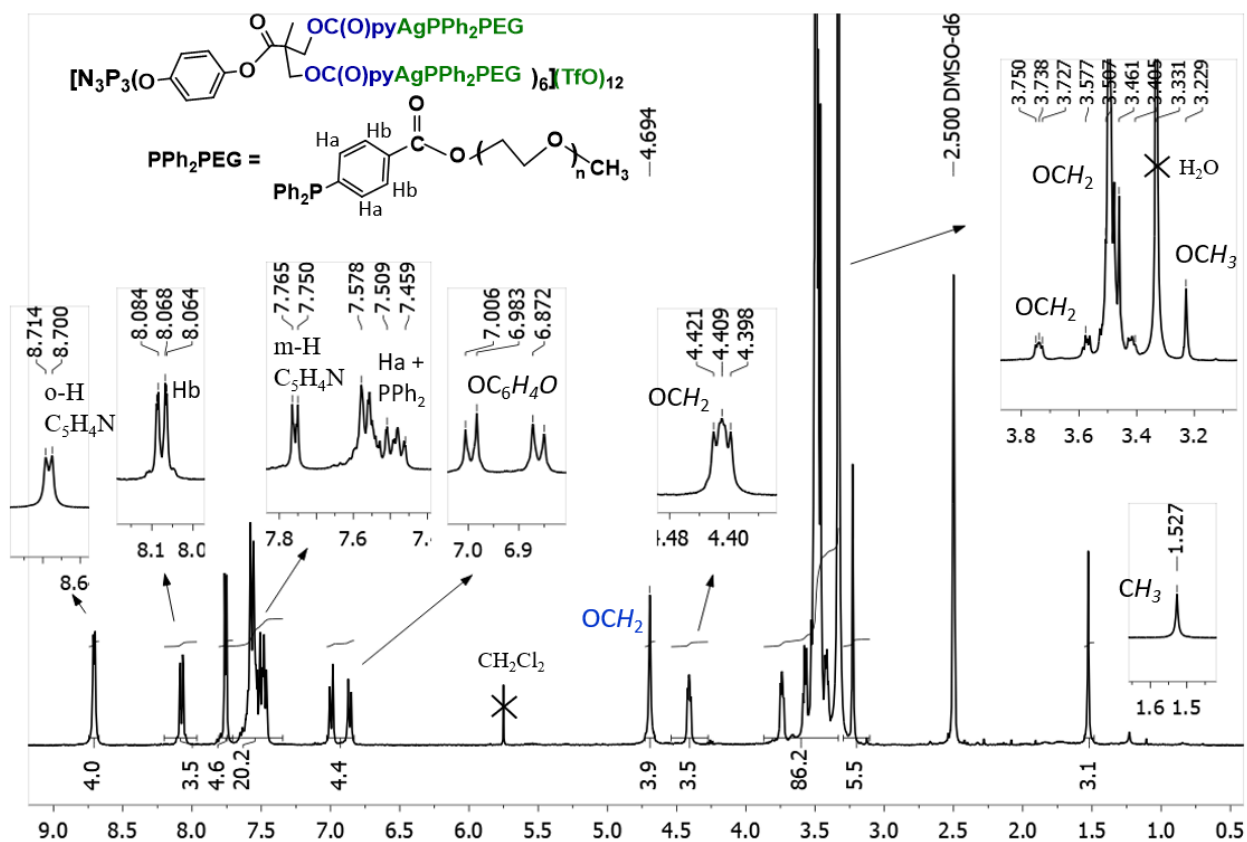 OC(O)pyAgPPh2PEG
O
O
[N3P3(O
OC(O)pyAgPPh2PEG )6](TfO)12
PPh2PEG =
O
Ha
Hb
O
O
n
CH3
Ph2P
Hb
Ha
4.694
2.500 DMSO-d6
3.750
3.738
3.727
3.577
3.507
3.461
3.405
3.331
3.229
OCH2
H2O
OCH3
OCH2
3.8 3.6 3.4 3.2
8.714
8.700
o-H
C5H4N
8.6
8.084
8.068
8.064
Hb
8.1 8.0
7.765
7.750
7.578
7.509
7.459
m-H
C5H4N
Ha +
PPh2
7.8 7.6 7.4
7.006
6.983
6.872
OC6H4O
7.0 6.9
4.421
4.409
4.398
OCH2
4.48 4.40
1.527
CH3
1.6 1.5
OCH2
CH2Cl2
4.0
3.5
4.6
20.2
4.4
3.9
3.5
86.2
5.5
3.1
9.0 8.5 8.0 7.5 7.0 6.5 6.0 5.5 5.0 4.5 4.0 3.5 3.0 2.5 2.0 1.5 1.0 0.5